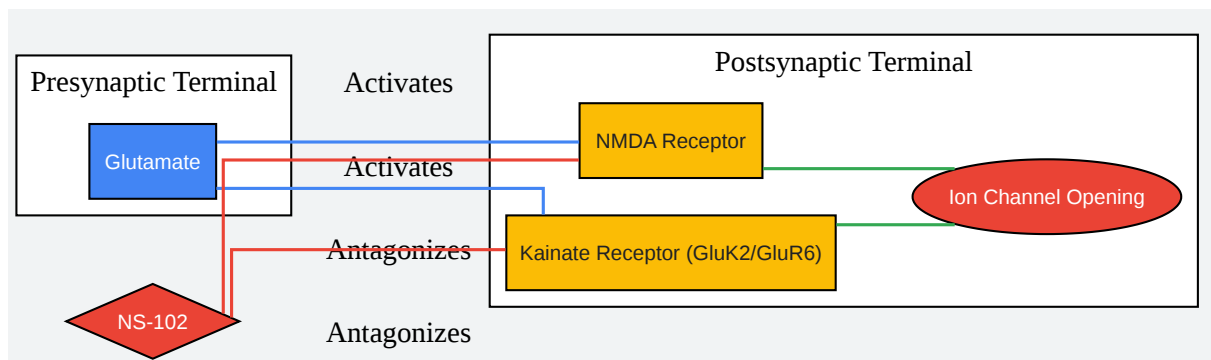 Presynaptic Terminal
Glutamate
Activates
Activates
Antagonizes
Antagonizes
NS-102
Postsynaptic Terminal
NMDA Receptor
Kainate Receptor (GluK2/GluR6)
Ion Channel Opening